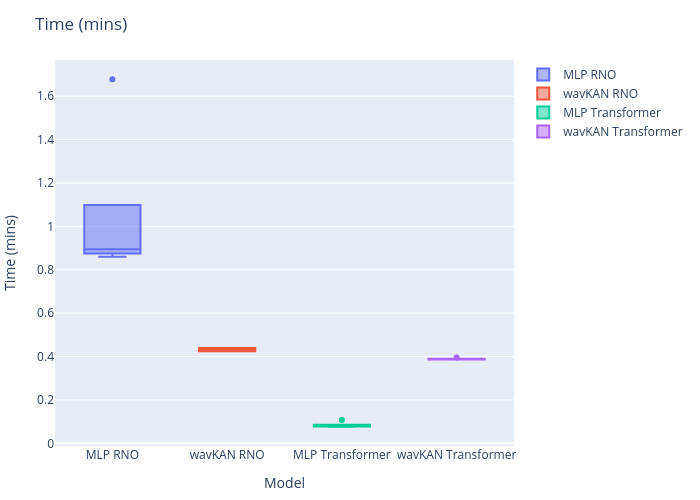 Time (mins)
MLP RNO
wavKAN RNO
MLP Transformer
wavKAN Transformer
Time (mins)
1.6
1.4
1.2
1
0.8
0.6
0.4
0.2
0
MLP RNO
wavKAN RNO
MLP Transformer
wavKAN Transformer
Model